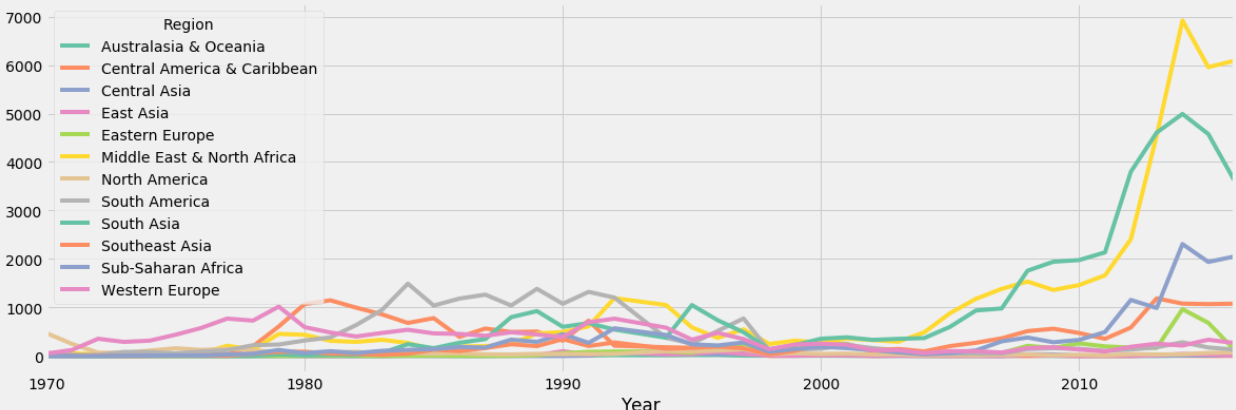 Region
Australasia & Oceania
Central America & Caribbean
Central Asia
East Asia
Eastern Europe
Middle East & North Africa
North America
South America
South Asia
Southeast Asia
Sub-Saharan Africa
Western Europe
7000
6000
5000
4000
3000
2000
1000
0
1970 1980 1990 2000 2010
Year